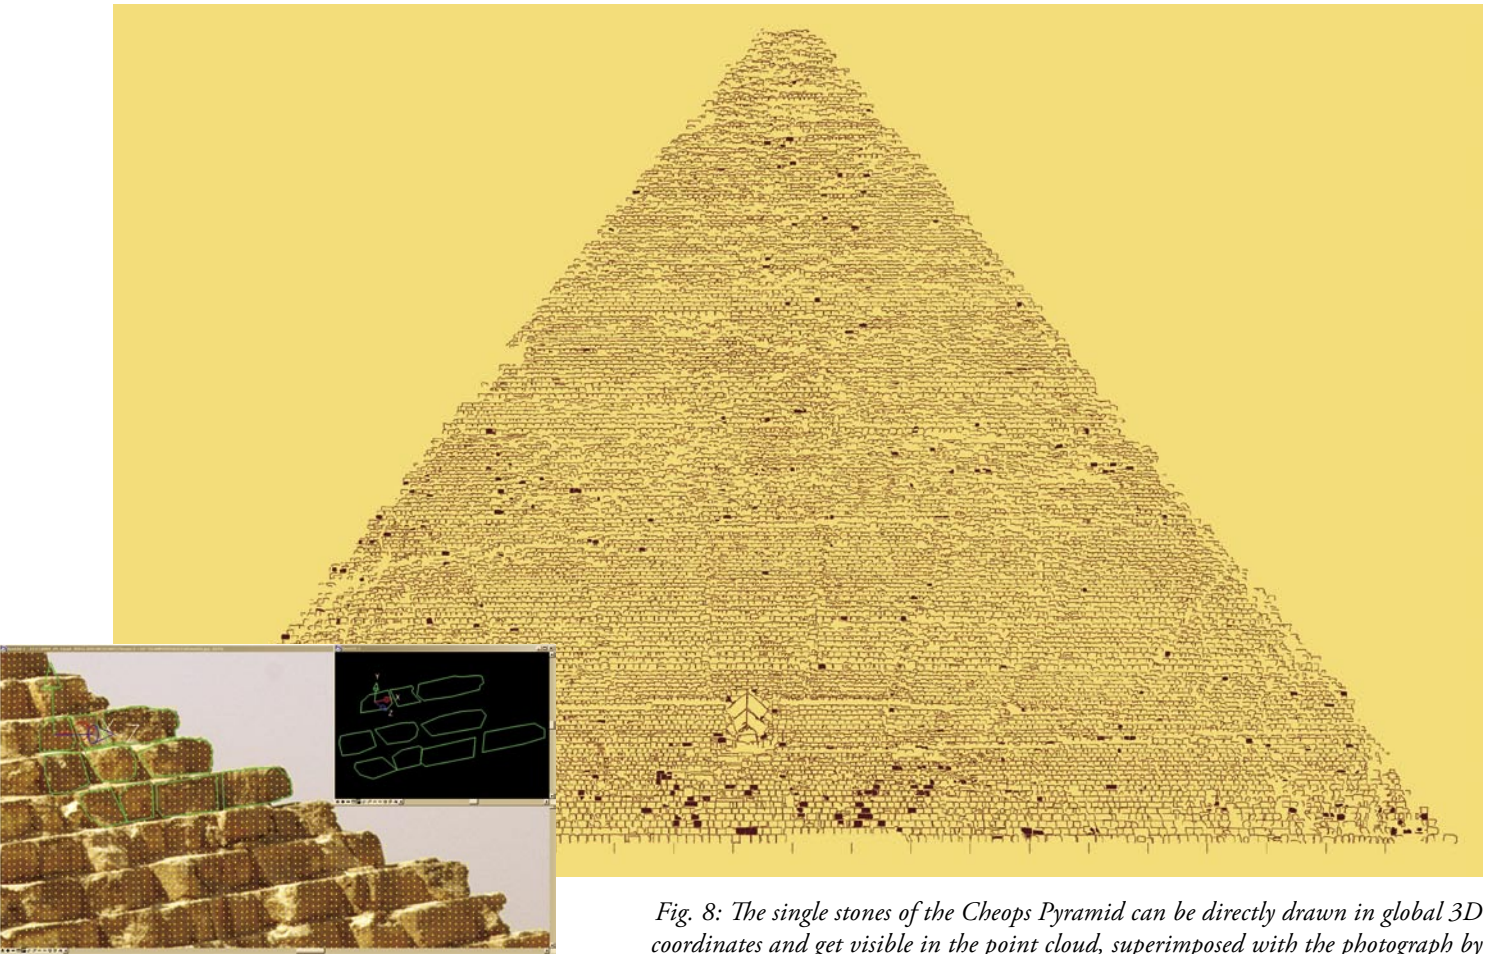 Y
X
Z
Fig. 8: The single stones of the Cheops Pyramid can be directly drawn in global 3D
coordinates and get visible in the point cloud, superimposed with the photograph by